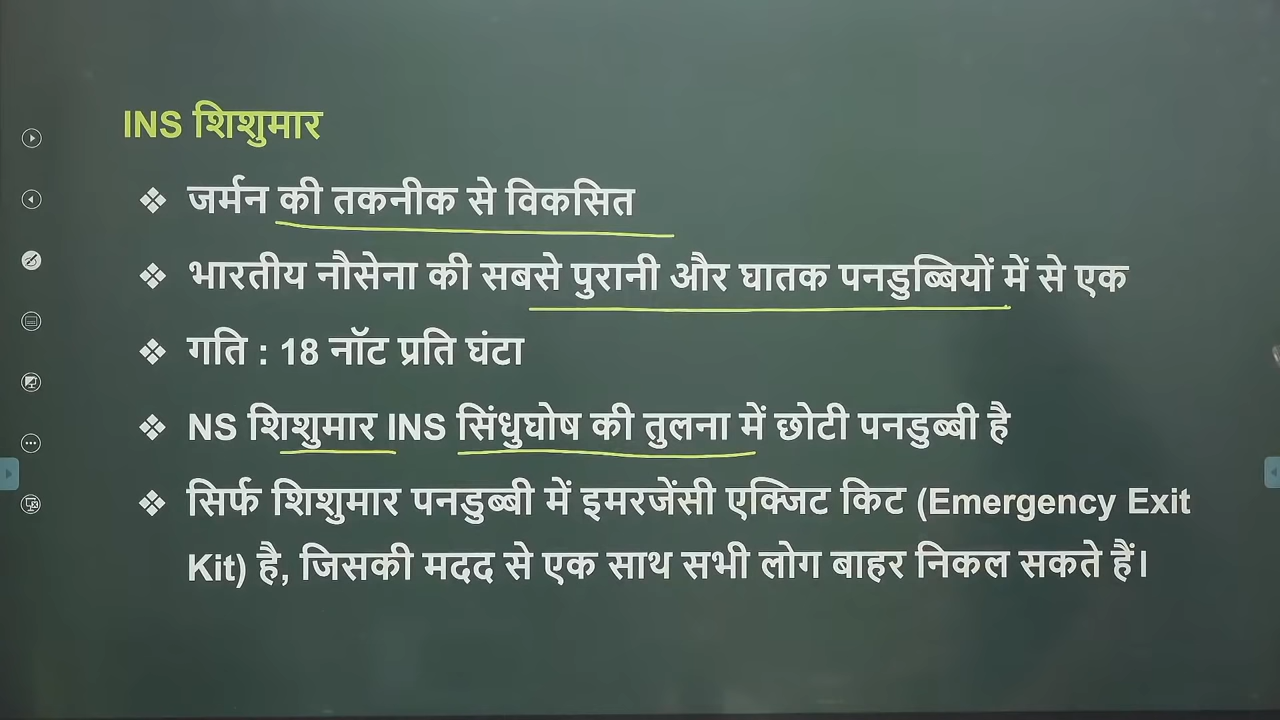 INS शिशुमार
❖ जर्मन की तकनीक से विकसित
❖ भारतीय नौसेना की सबसे पुरानी और घातक पनडुब्बियों में से एक
❖ गति : 18 नॉट प्रति घंटा
❖ NS शिशुमार INS सिंधुघोष की तुलना में छोटी पनडुब्बी है
❖ सिर्फ शिशुमार पनडुब्बी में इमरजेंसी एक्जिट किट (Emergency Exit
Kit) है, जिसकी मदद से एक साथ सभी लोग बाहर निकल सकते हैं।